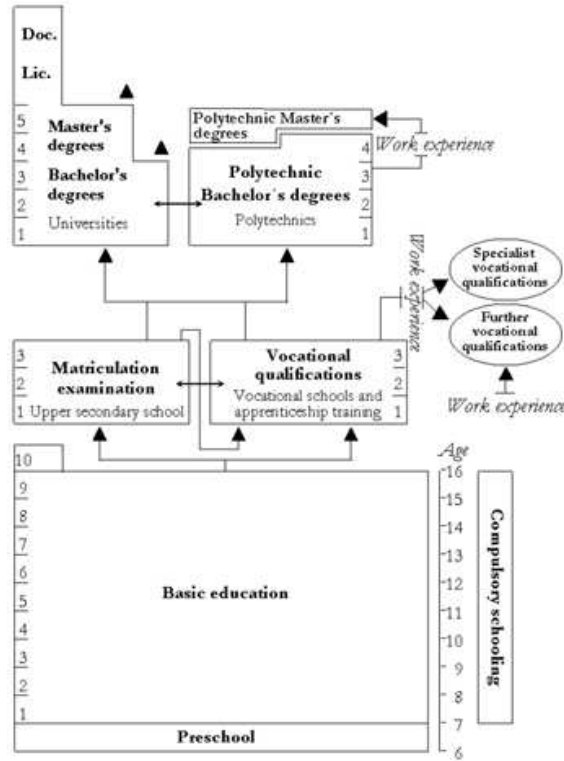 Doc.
Lic.
5
4
3
2
1
Master's
degrees
Bachelor's
degrees
Universities
Polytechnic Master´s
degrees
Polytechnic
Bachelor´s degrees
Polytechnics
4
3
2
1
Work experience
Work experience
Specialist
vocational
qualifications
Further
vocational
qualifications
Work experience
3
2
1
Matriculation
examination
Upper secondary school
Vocational
qualifications
Vocational schools and
apprenticeship training
3
2
1
10
9
8
7
6
5
4
3
2
1
Basic education
Preschool
Age
16
15
14
13
12
11
10
9
8
7
6
Compulsory schooling